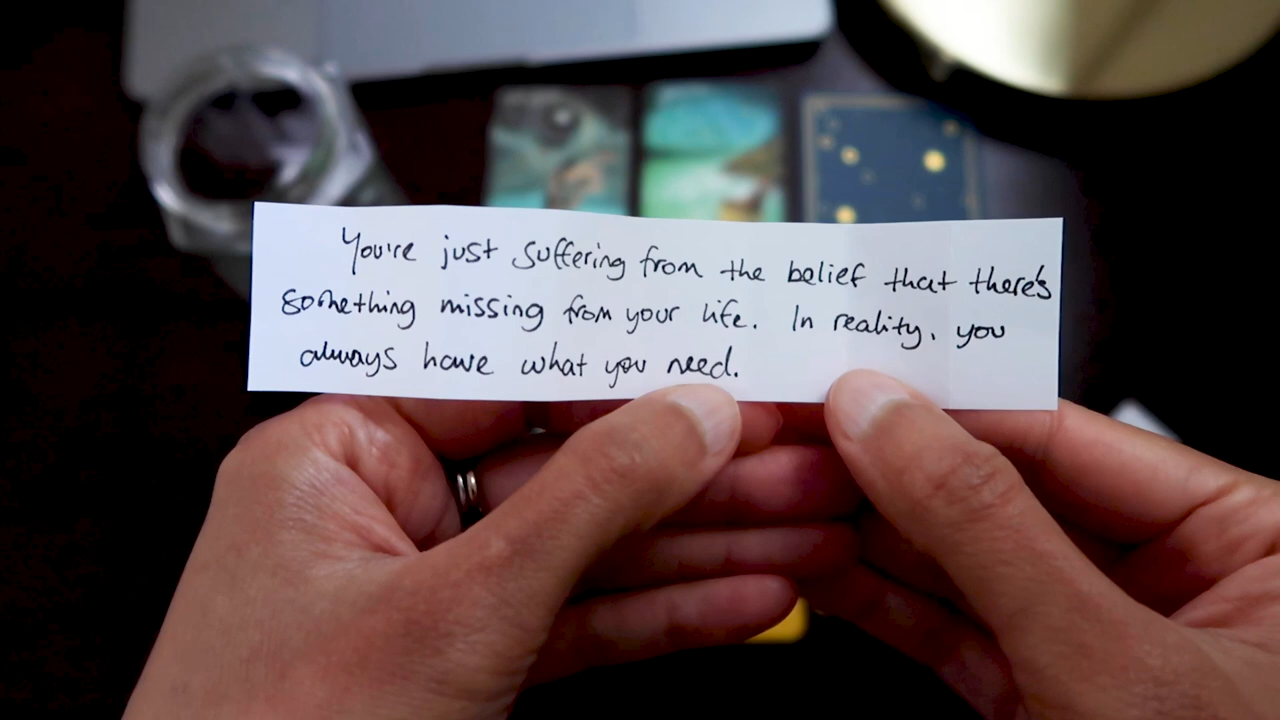 You're just suffering from the belief that there's
something missing from your life. In reality, you
always have what you need.